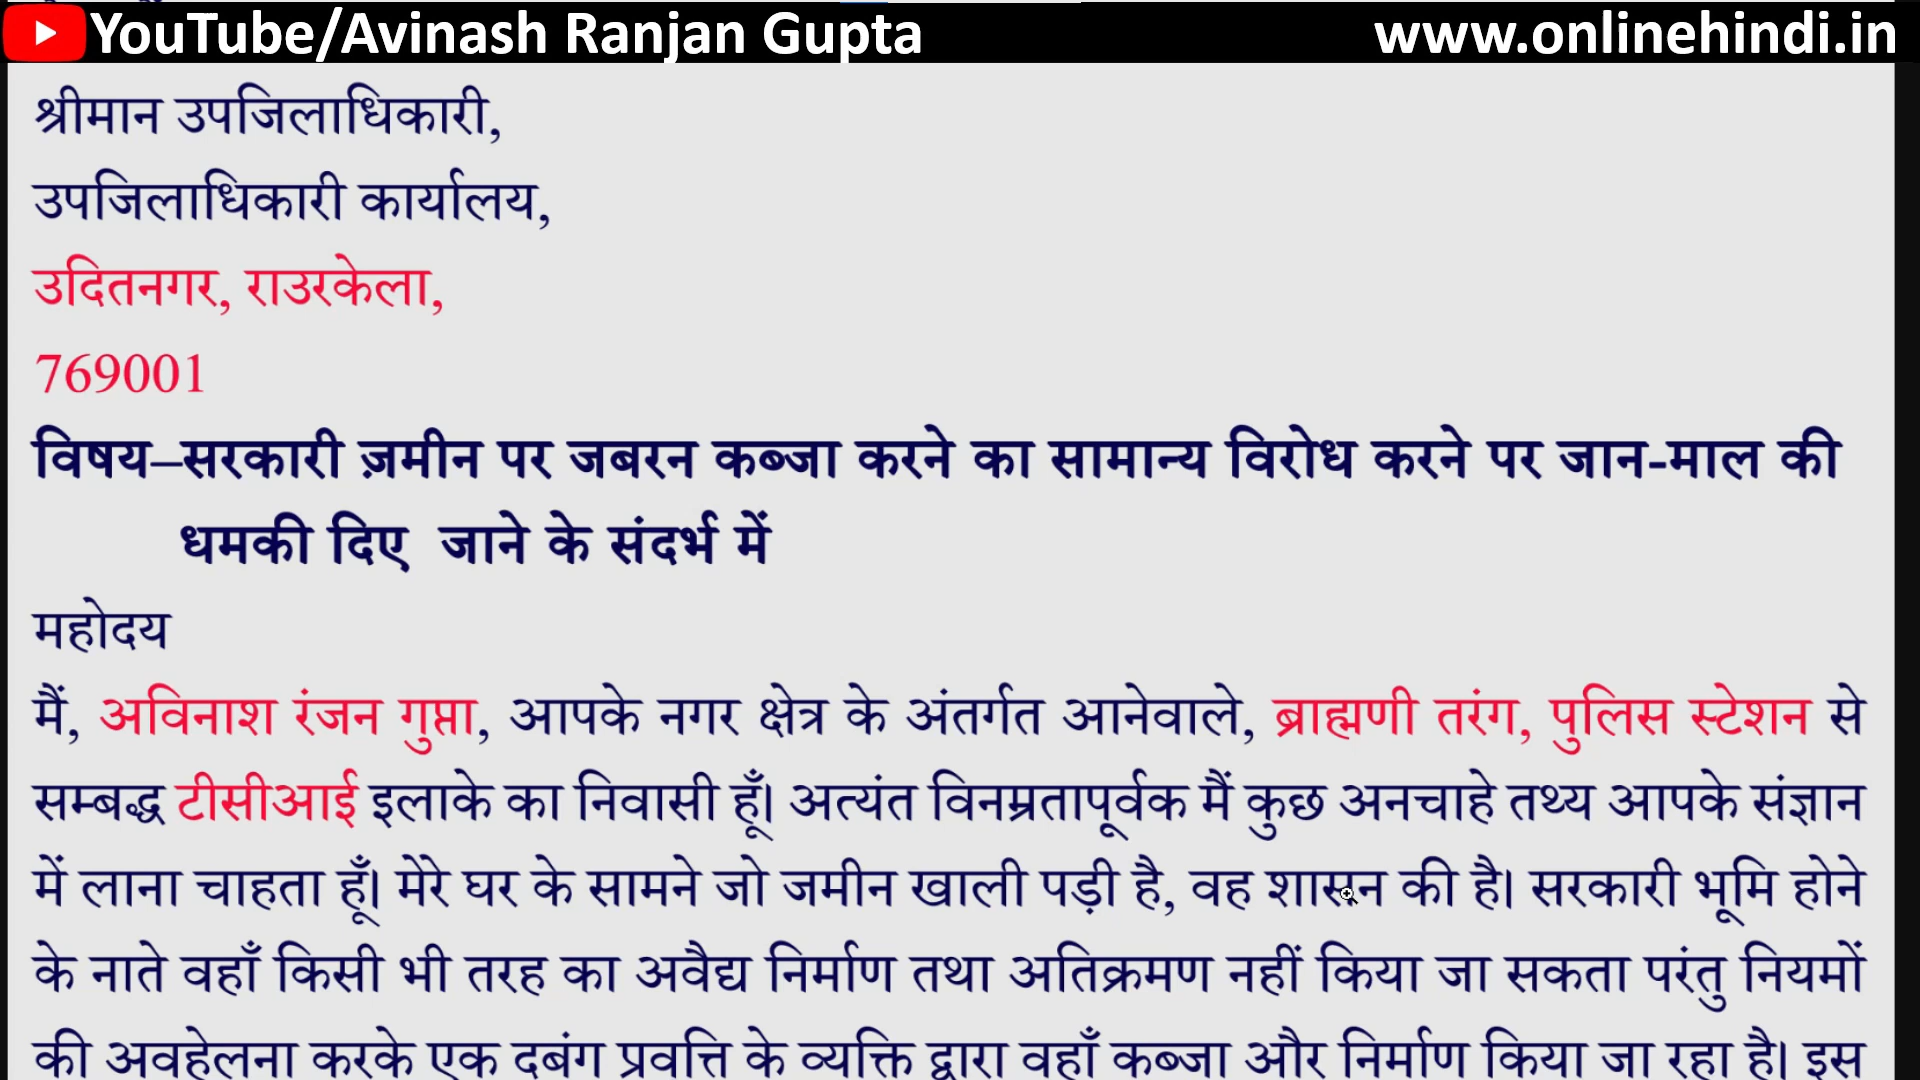 YouTube/Avinash Ranjan Gupta www.onlinehindi.in
श्रीमान उपजिलाधिकारी,
उपजिलाधिकारी कार्यालय,
उदितनगर, राउरकेला,
769001
विषय–सरकारी ज़मीन पर जबरन कब्जा करने का सामान्य विरोध करने पर जान-माल की
धमकी दिए जाने के संदर्भ में
महोदय
मैं, अविनाश रंजन गुप्ता, आपके नगर क्षेत्र के अंतर्गत आनेवाले, ब्राह्मणी तरंग, पुलिस स्टेशन से
सम्बद्ध टीसीआई इलाके का निवासी हूँ। अत्यंत विनम्रतापूर्वक मैं कुछ अनचाहे तथ्य आपके संज्ञान
में लाना चाहता हूँ। मेरे घर के सामने जो जमीन खाली पड़ी है, वह शासन की है। सरकारी भूमि होने
के नाते वहाँ किसी भी तरह का अवैद्य निर्माण तथा अतिक्रमण नहीं किया जा सकता परंतु नियमों
की अवहेलना करके एक दबंग प्रवत्ति के व्यक्ति द्वारा वहाँ कब्जा और निर्माण किया जा रहा है। इस